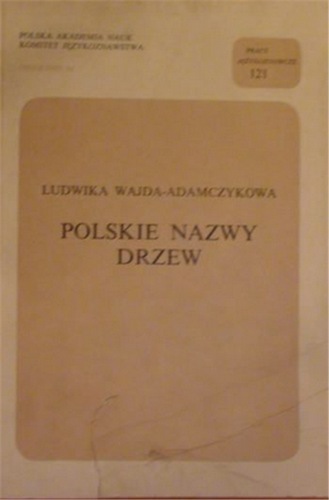 POLSKA AKADEMIA NAUK
KOMITET JĘZYKOZNAWSTWA
PRACE
JĘZYKOZNAWCZE
121
LUDWIKA WAJDA-ADAMCZYKOWA
POLSKIE NAZWY
DRZEW